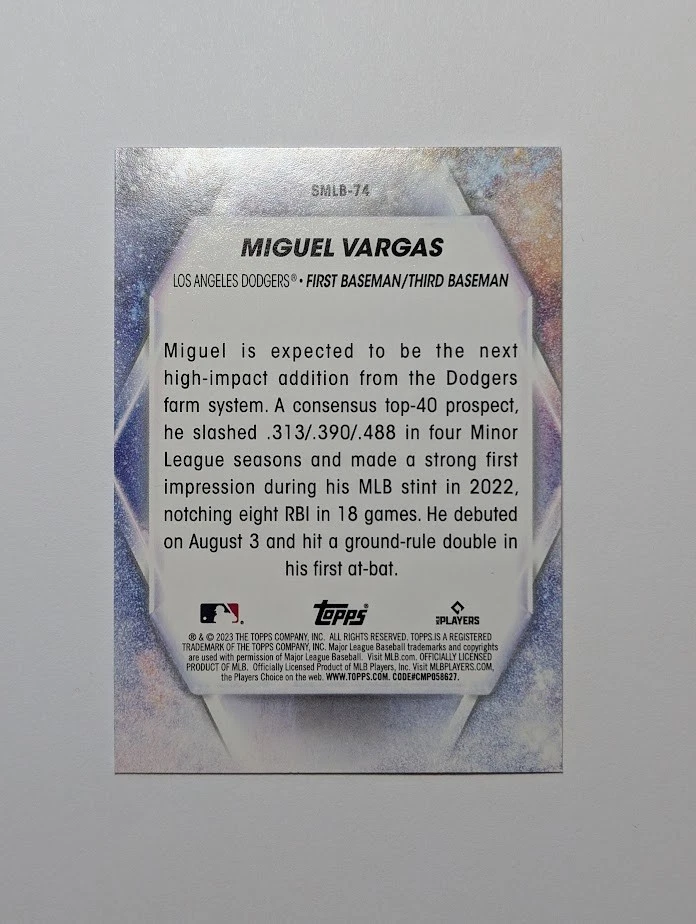 SMLB-74
MIGUEL VARGAS
LOS ANGELES DODGERS® • FIRST BASEMAN/THIRD BASEMAN
Miguel is expected to be the next
high-impact addition from the Dodgers
farm system. A consensus top-40 prospect,
he slashed .313/.390/.488 in four Minor
League seasons and made a strong first
impression during his MLB stint in 2022,
notching eight RBI in 18 games. He debuted
on August 3 and hit a ground-rule double in
his first at-bat.
Topps® MLB PLAYERS
® & © 2023 THE TOPPS COMPANY, INC. ALL RIGHTS RESERVED. TOPPS IS A REGISTERED
TRADEMARK OF THE TOPPS COMPANY, INC. Major League Baseball trademarks and copyrights
are used with permission of Major League Baseball. Visit MLB.com. OFFICIALLY LICENSED
PRODUCT OF MLB. Officially Licensed Product of MLB Players, Inc. Visit MLBPLAYERS.COM,
the Players Choice on the web. WWW.TOPPS.COM. CODE#CMP058627.